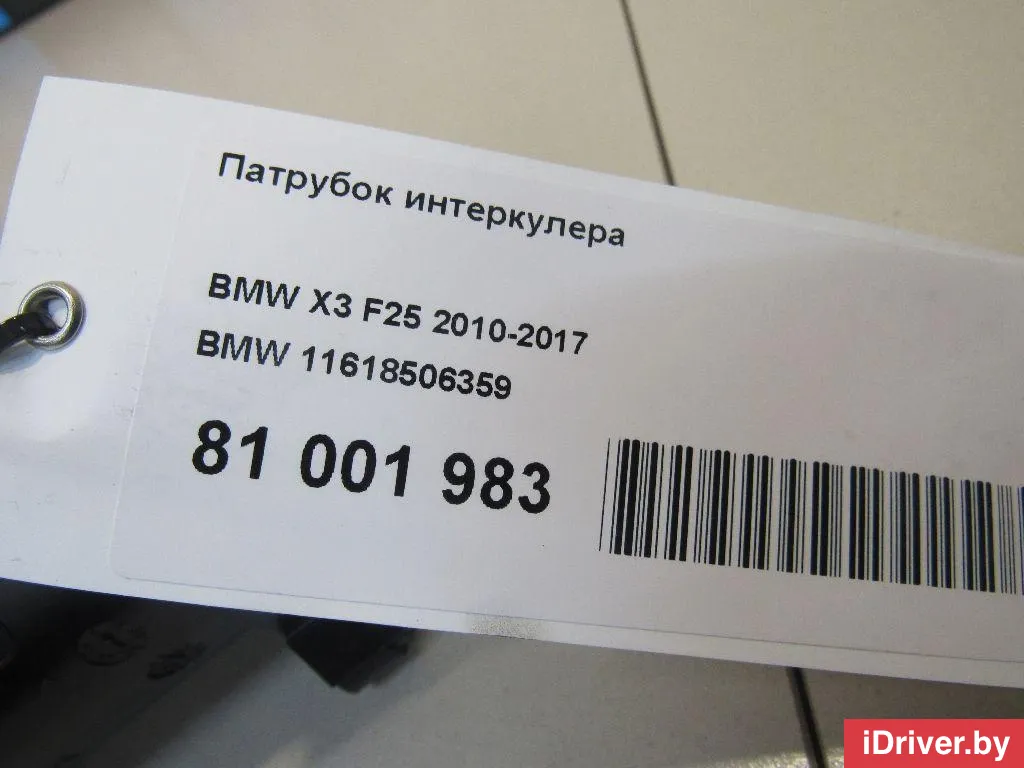 Патрубок интеркулера
BMW X3 F25 2010-2017
BMW 11618506359
81 001 983
iDriver.by